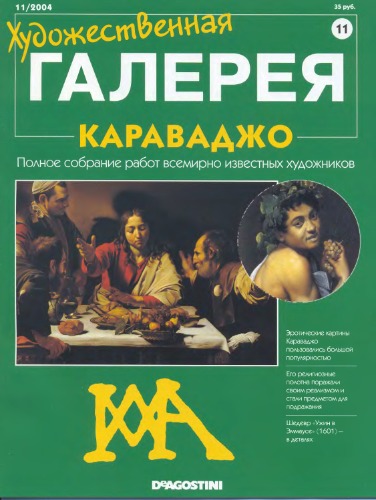 11/2004
35 руб.
Художественная
11
ГАЛЕРЕЯ
КАРАВАДЖО
Полное собрание работ всемирно известных художников
Эротические картины
Караваджо
пользовались большой
популярностью
Его религиозные
полотна поражали
своим реализмом и
стали предметом для
подражания
Шедевр «Ужин в
Эммаусе» (1601) –
в деталях
DeAGOSTINI